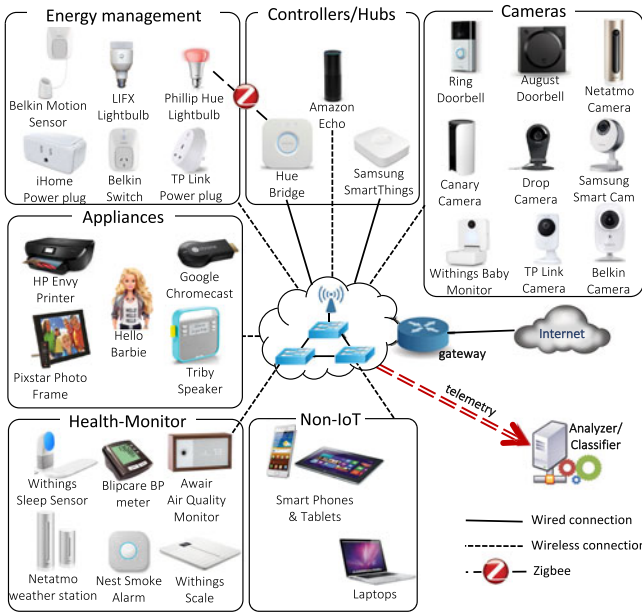 Energy management
Belkin Motion
Sensor
LIFX
Lightbulb
Phillip Hue
Lightbulb
iHome
Power plug
Belkin
Switch
TP Link
Power plug
Controllers/Hubs
Amazon
Echo
Hue
Bridge
Samsung
SmartThings
Cameras
Ring
Doorbell
August
Doorbell
Netatmo
Camera
Canary
Camera
Drop
Camera
Samsung
Smart Cam
Withings Baby
Monitor
TP Link
Camera
Belkin
Camera
Appliances
HP Envy
Printer
Hello
Barbie
Google
Chromecast
Pixstar Photo
Frame
Triby
Speaker
gateway
Internet
telemetry
Analyzer/
Classifier
Health-Monitor
Withings
Sleep Sensor
Blipcare BP
meter
Awair
Air Quality
Monitor
Netatmo
weather station
Nest Smoke
Alarm
Withings
Scale
Non-IoT
Smart Phones
& Tablets
Laptops
Wired connection
Wireless connection
Z
Zigbee